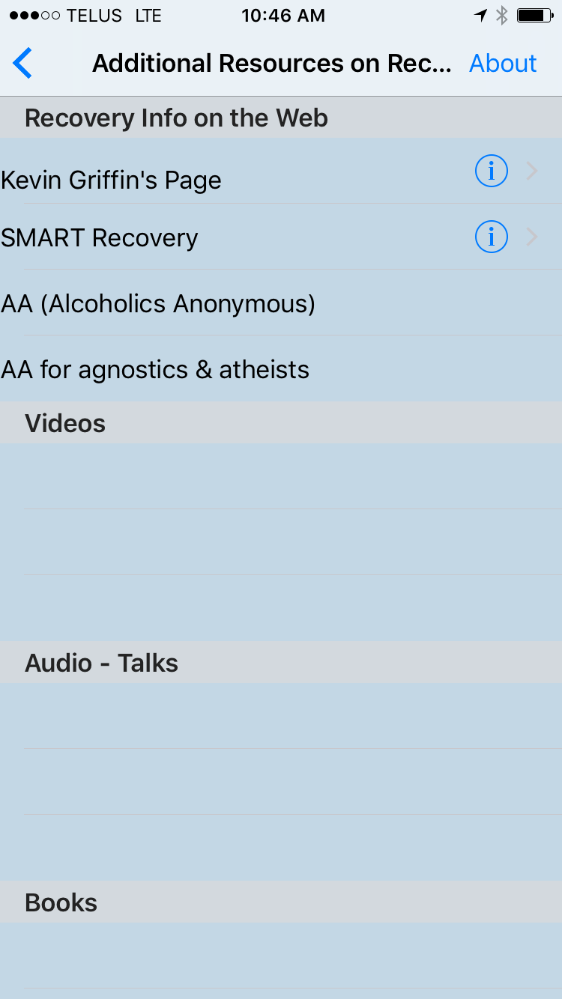 TELUS LTE 10:46 AM
Additional Resources on Rec... About
Recovery Info on the Web
Kevin Griffin's Page
SMART Recovery
AA (Alcoholics Anonymous)
AA for agnostics & atheists
Videos
Audio - Talks
Books